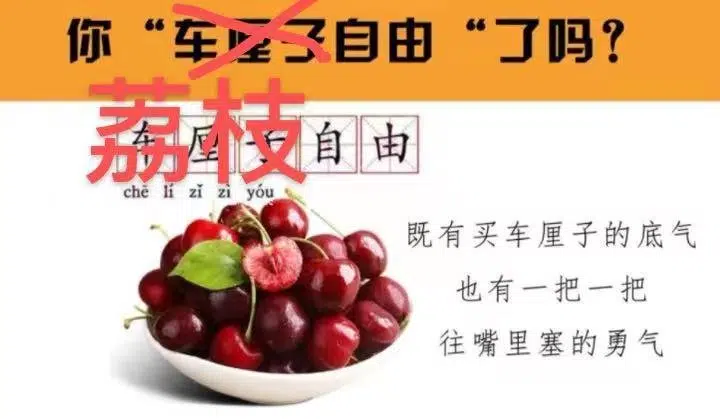 你“车厘子自由“了吗？
荔枝
车厘子自由
chē lí zǐ zì yóu
既有买车厘子的底气
也有一把一把
往嘴里塞的勇气